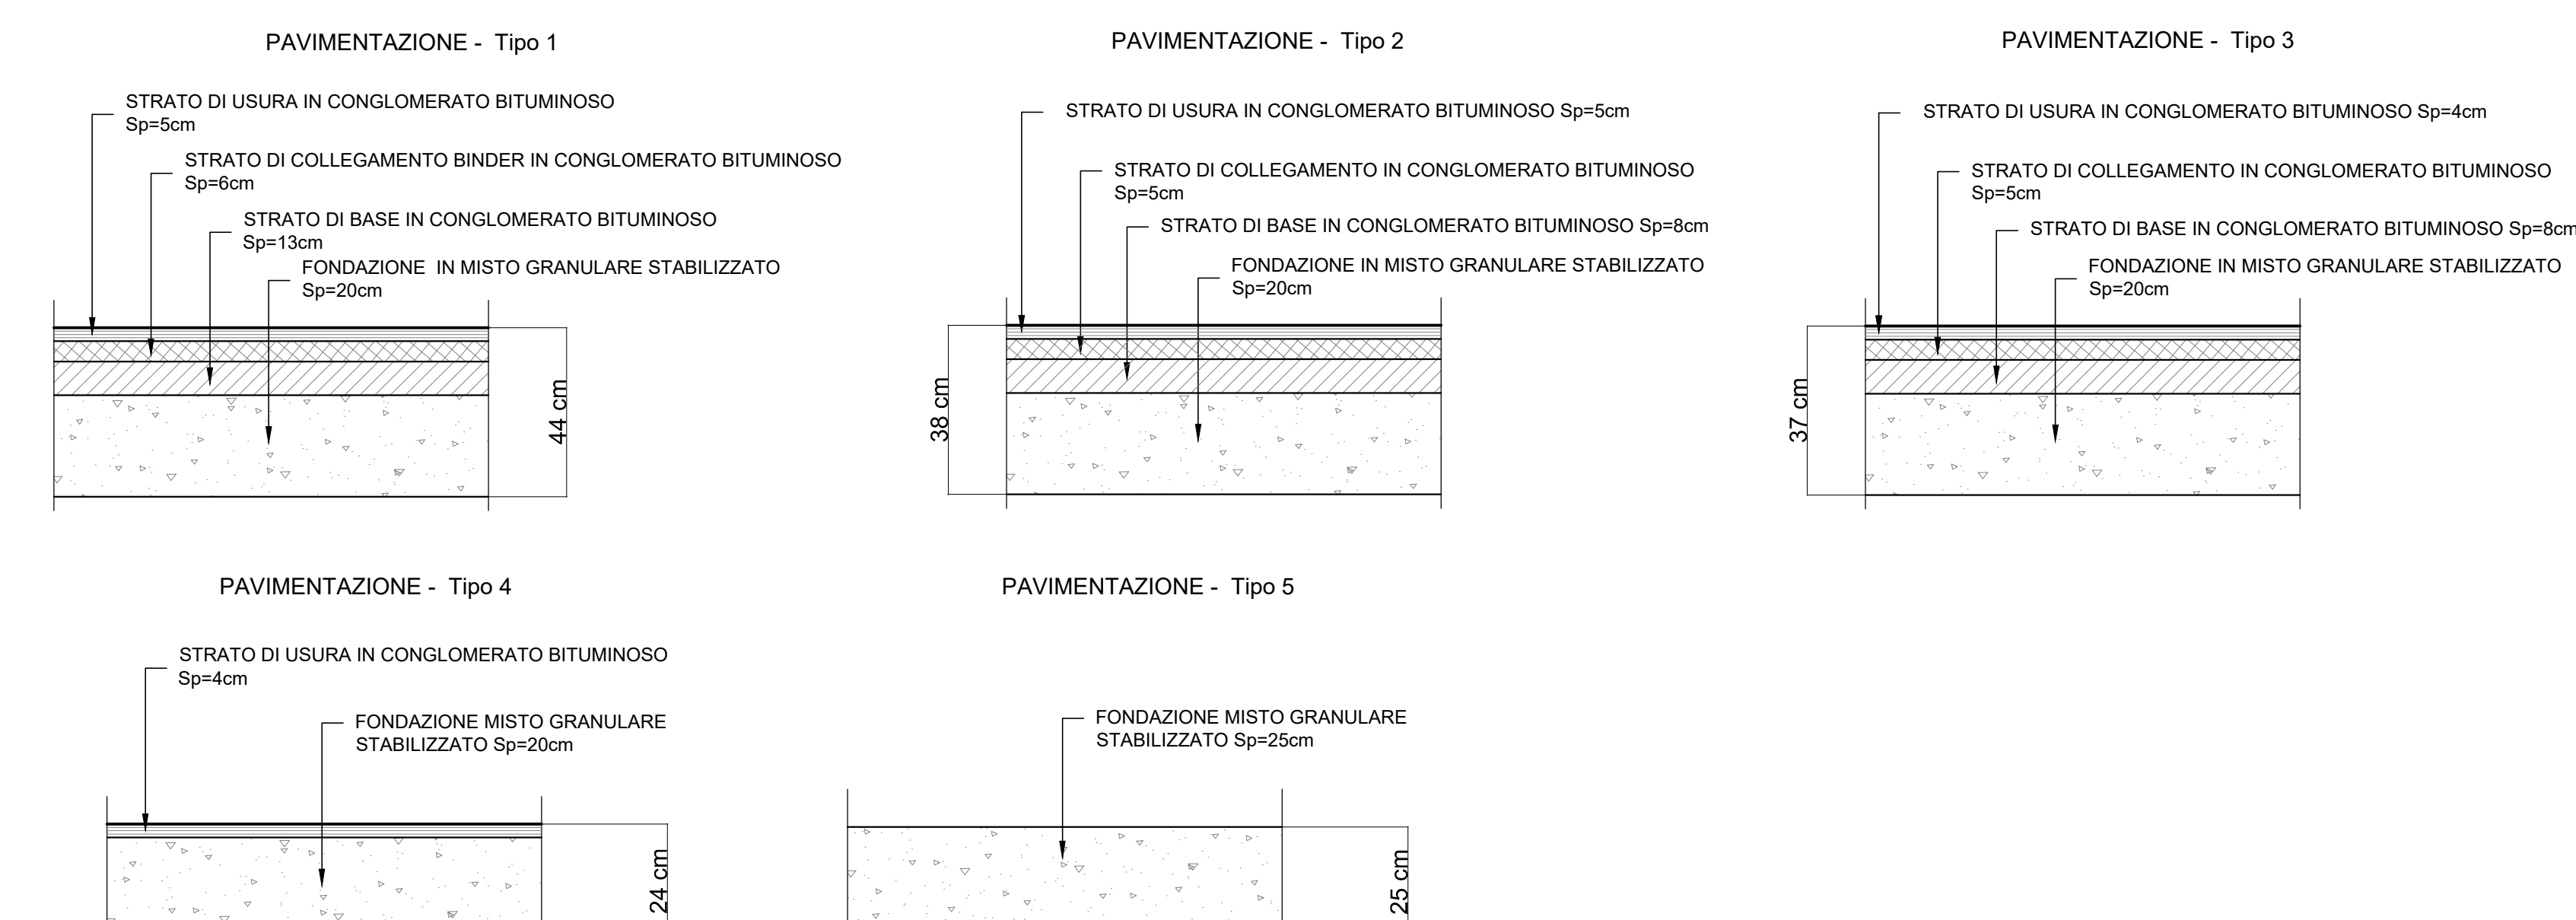 PAVIMENTAZIONE - Tipo 1
STRATO DI USURA IN CONGLOMERATO BITUMINOSO
Sp=5cm
STRATO DI COLLEGAMENTO BINDER IN CONGLOMERATO BITUMINOSO
Sp=6cm
STRATO DI BASE IN CONGLOMERATO BITUMINOSO
Sp=13cm
FONDAZIONE IN MISTO GRANULARE STABILIZZATO
Sp=20cm
44 cm
PAVIMENTAZIONE - Tipo 2
STRATO DI USURA IN CONGLOMERATO BITUMINOSO Sp=5cm
STRATO DI COLLEGAMENTO IN CONGLOMERATO BITUMINOSO
Sp=5cm
STRATO DI BASE IN CONGLOMERATO BITUMINOSO Sp=8cm
FONDAZIONE IN MISTO GRANULARE STABILIZZATO
Sp=20cm
38 cm
PAVIMENTAZIONE - Tipo 3
STRATO DI USURA IN CONGLOMERATO BITUMINOSO Sp=4cm
STRATO DI COLLEGAMENTO IN CONGLOMERATO BITUMINOSO
Sp=5cm
STRATO DI BASE IN CONGLOMERATO BITUMINOSO Sp=8cm
FONDAZIONE IN MISTO GRANULARE STABILIZZATO
Sp=20cm
37 cm
PAVIMENTAZIONE - Tipo 4
STRATO DI USURA IN CONGLOMERATO BITUMINOSO
Sp=4cm
FONDAZIONE MISTO GRANULARE
STABILIZZATO Sp=20cm
24 cm
PAVIMENTAZIONE - Tipo 5
FONDAZIONE MISTO GRANULARE
STABILIZZATO Sp=25cm
25 cm